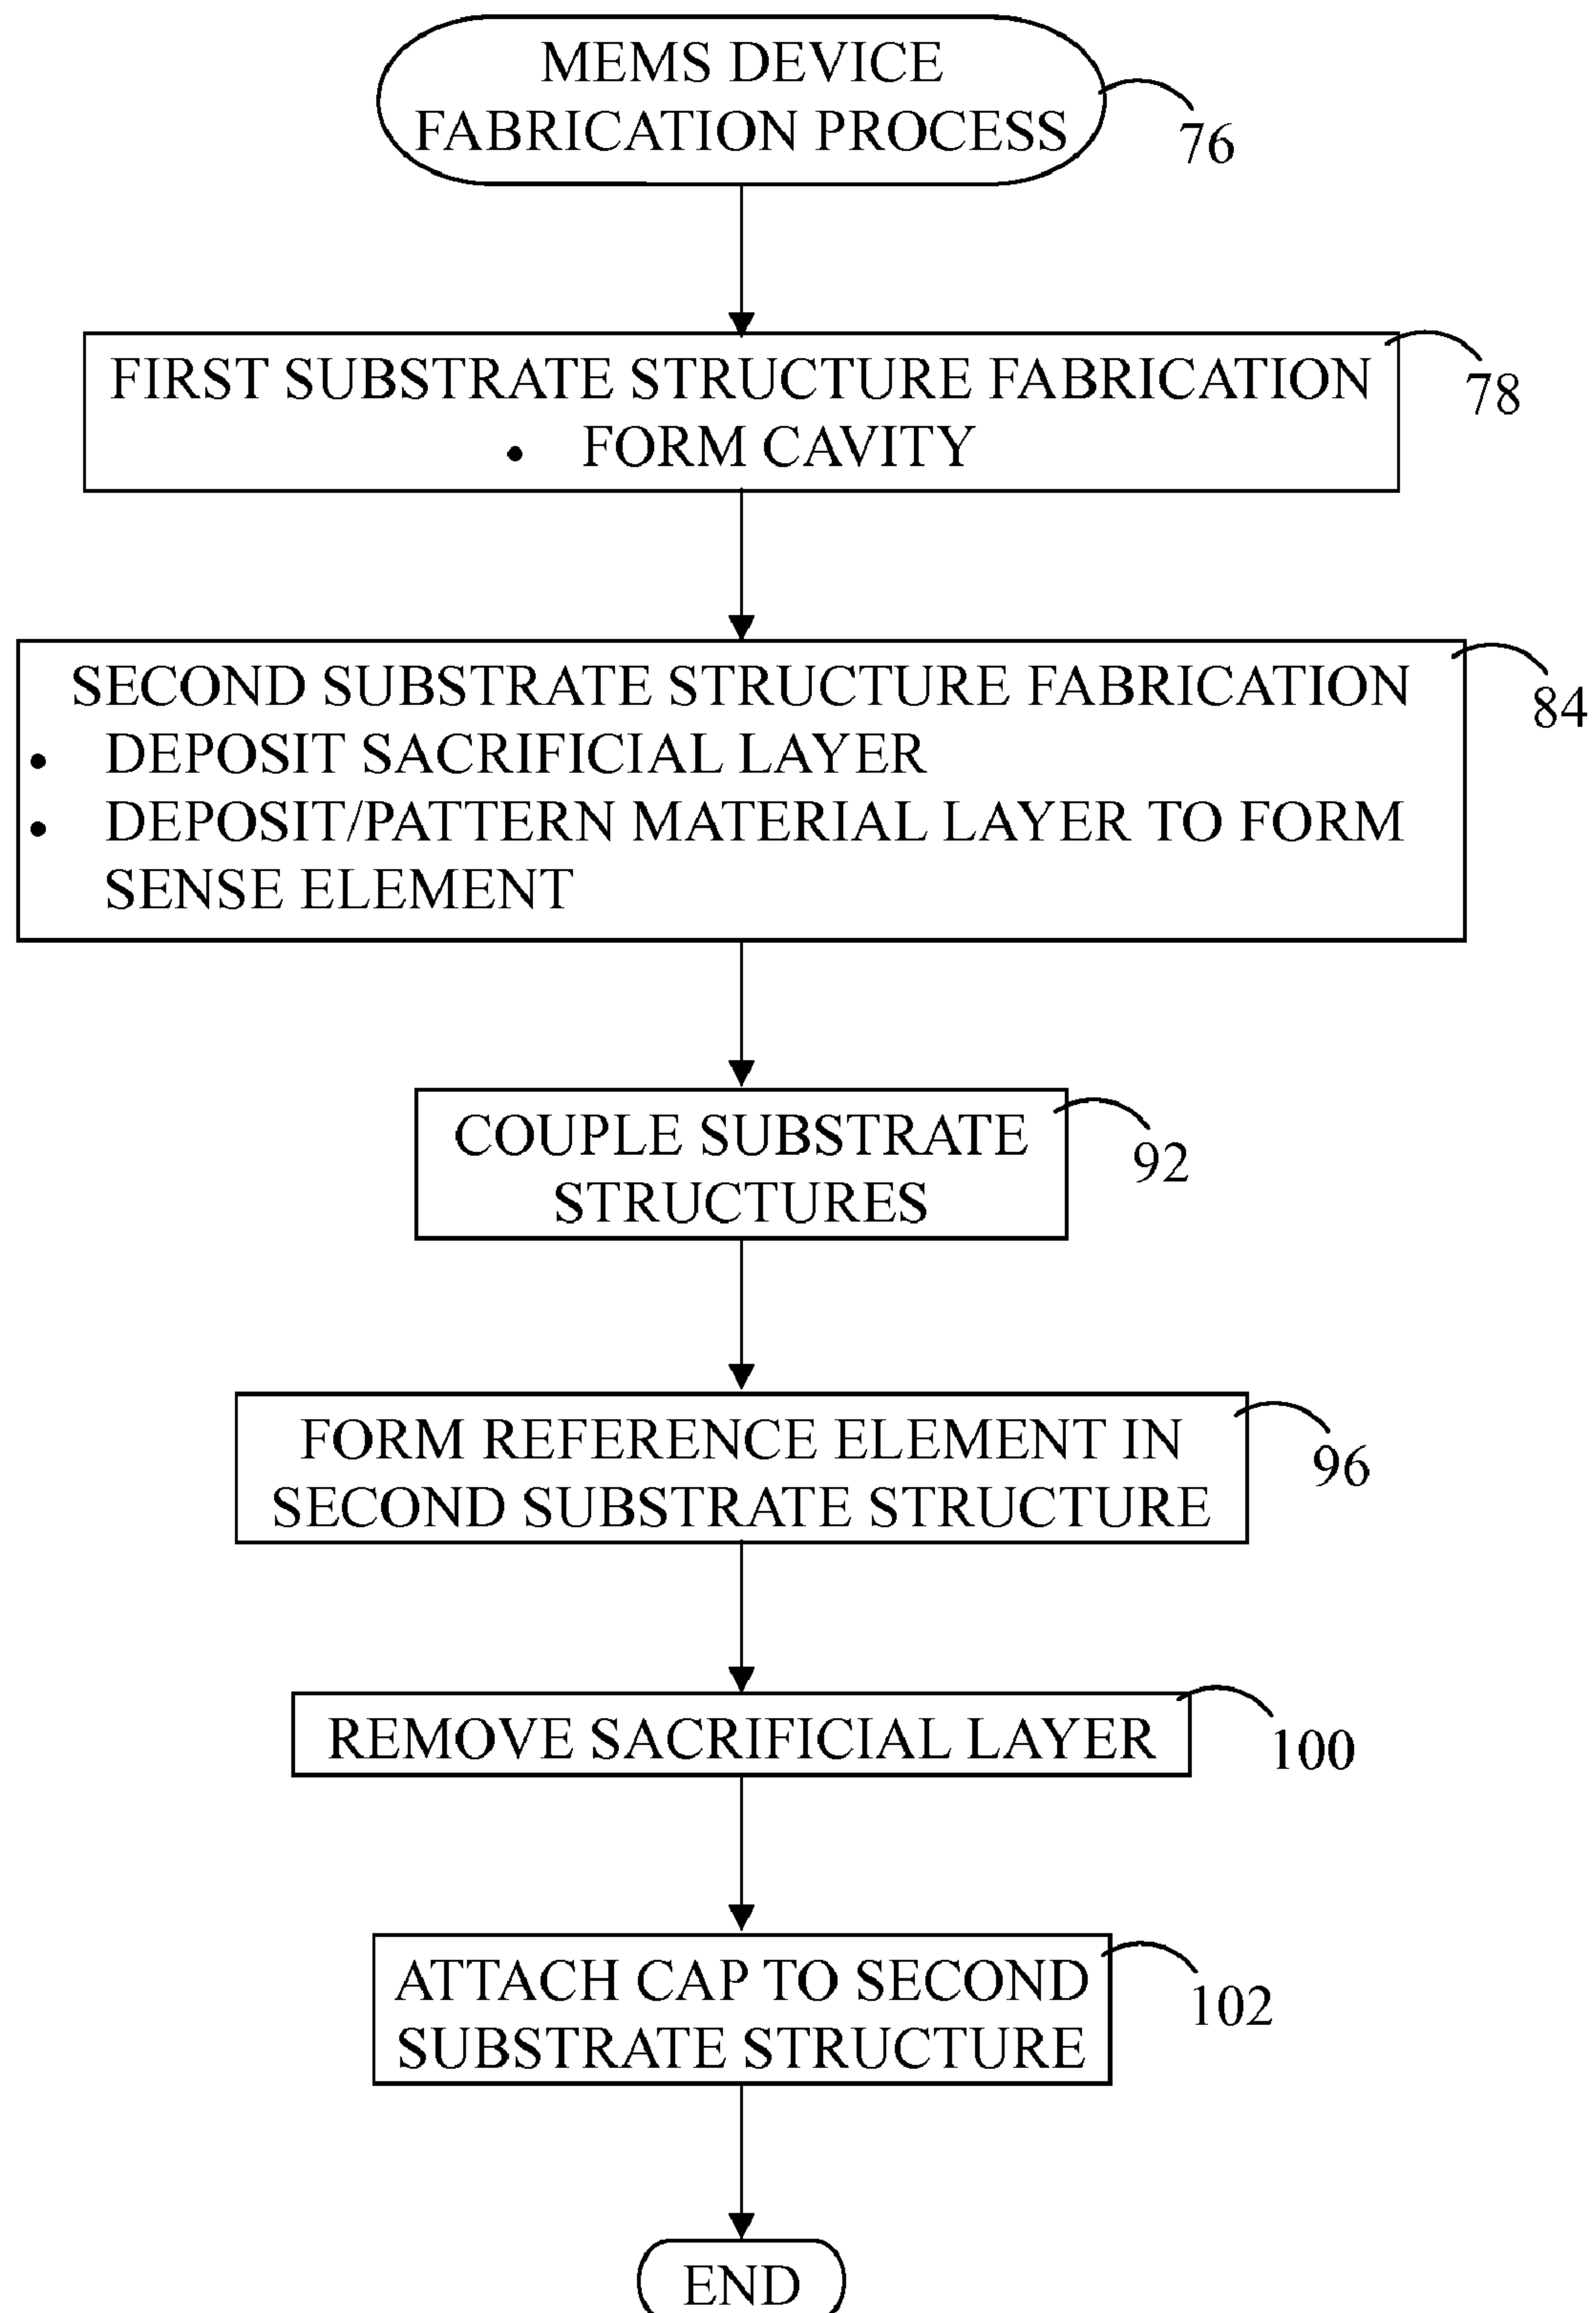 MEMS DEVICE
FABRICATION PROCESS
76
FIRST SUBSTRATE STRUCTURE FABRICATION
• FORM CAVITY
78
SECOND SUBSTRATE STRUCTURE FABRICATION
• DEPOSIT SACRIFICIAL LAYER
• DEPOSIT/PATTERN MATERIAL LAYER TO FORM
SENSE ELEMENT
84
COUPLE SUBSTRATE
STRUCTURES
92
FORM REFERENCE ELEMENT IN
SECOND SUBSTRATE STRUCTURE
96
REMOVE SACRIFICIAL LAYER
100
ATTACH CAP TO SECOND
SUBSTRATE STRUCTURE
102
END